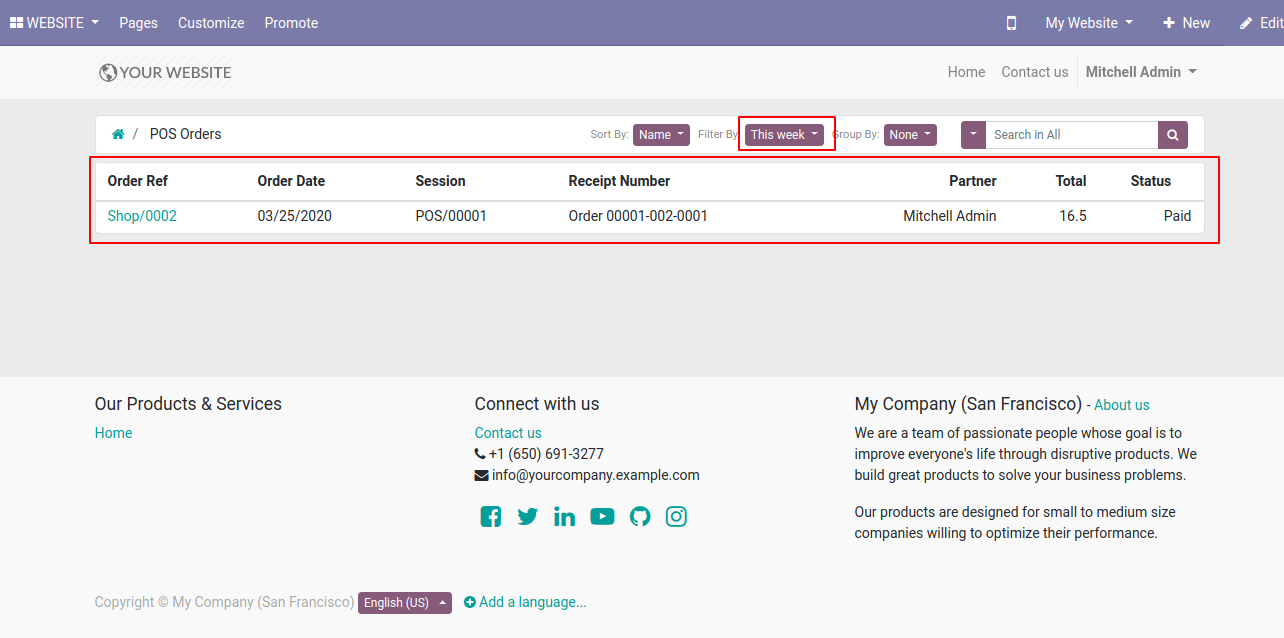 WEBSITE Pages Customize Promote My Website New Edit
YOUR WEBSITE Home Contact us Mitchell Admin
/ POS Orders Sort By: Name Filter By This week Group By: None Search in All
Order Ref Order Date Session Receipt Number Partner Total Status
Shop/0002 03/25/2020 POS/00001 Order 00001-002-0001 Mitchell Admin 16.5 Paid
Our Products & Services
Home
Connect with us
Contact us
+1 (650) 691-3277
info@yourcompany.example.com
My Company (San Francisco) - About us
We are a team of passionate people whose goal is to
improve everyone's life through disruptive products. We
build great products to solve your business problems.
Our products are designed for small to medium size
companies willing to optimize their performance.
Copyright © My Company (San Francisco) English (US) Add a language...